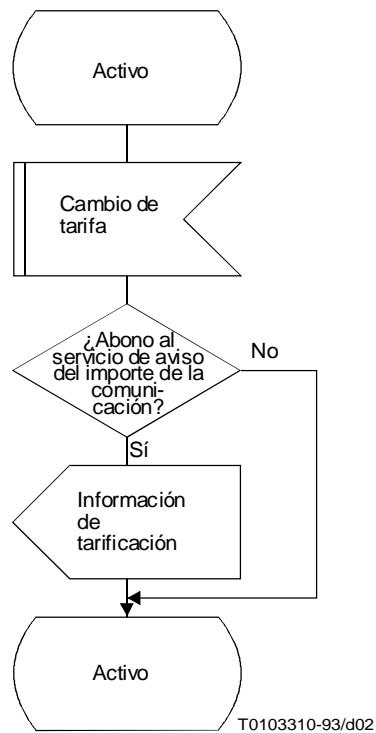 Activo
Cambio de
tarifa
¿Abono al
servicio de aviso
del importe de la
comuni-
cación?
No
Sí
Información
de
tarificación
Activo
T0103310-93/d02